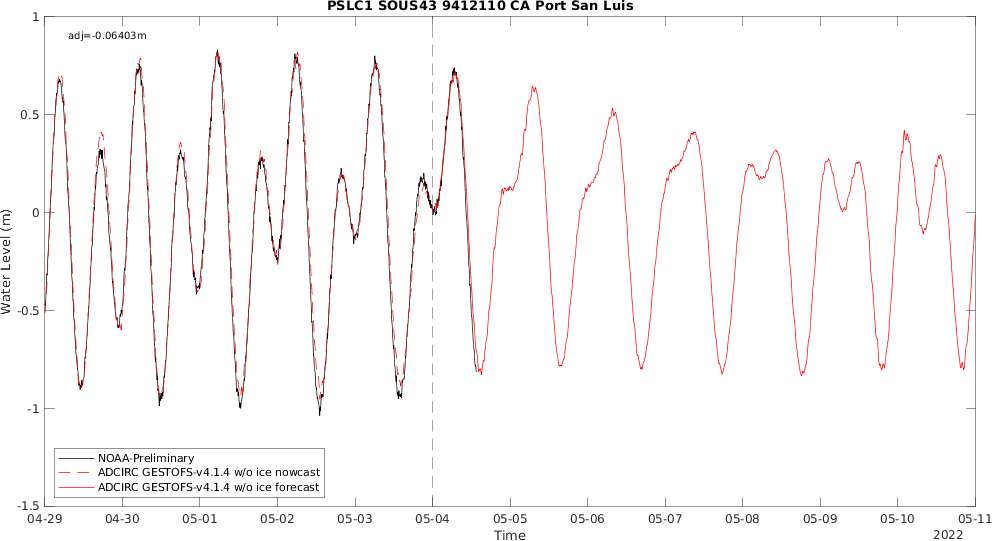 PSLC1 SOUS43 9412110 CA Port San Luis
adj=-0.06403m
1
0.5
0
-0.5
-1
-1.5
Water Level (m)
NOAA-Preliminary
ADCIRC GESTOFS-v4.1.4 w/o ice nowcast
ADCIRC GESTOFS-v4.1.4 w/o ice forecast
04-29 04-30 05-01 05-02 05-03 05-04 05-05 05-06 05-07 05-08 05-09 05-10 05-11
Time
2022